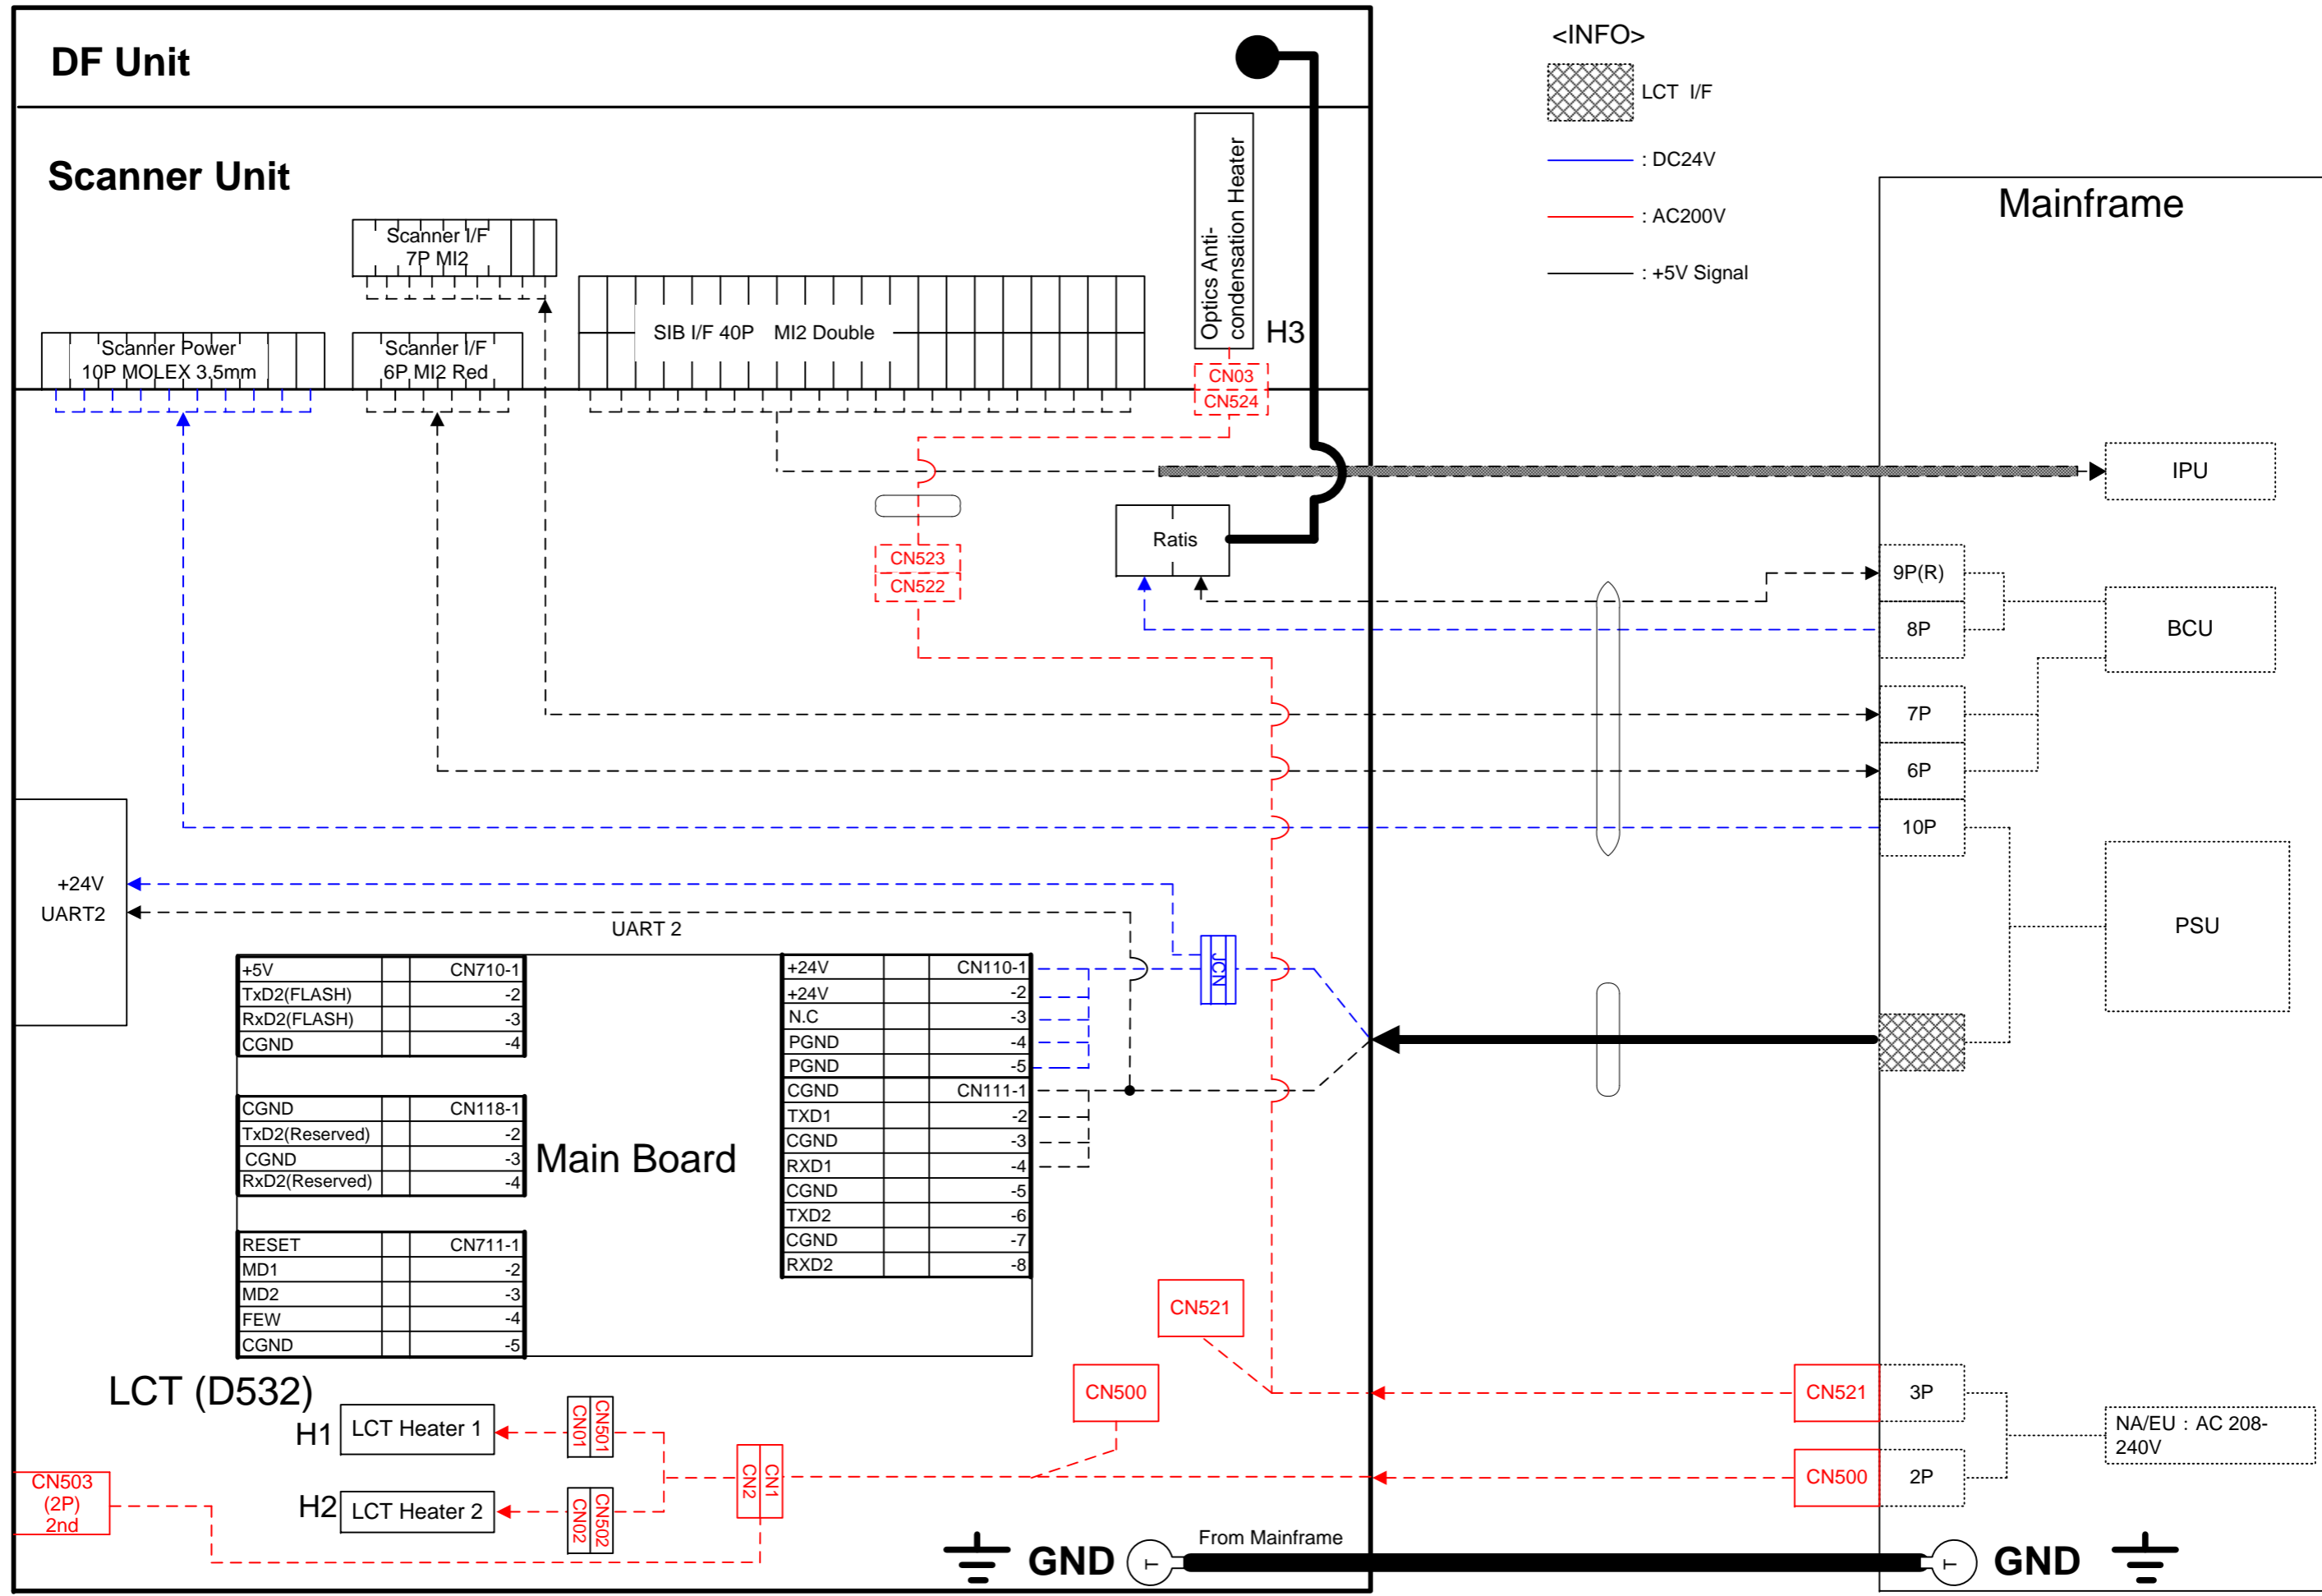 DF Unit
Scanner Unit
Scanner I/F
7P MI2
Scanner Power
10P MOLEX 3.5mm
Scanner I/F
6P MI2 Red
SIB I/F 40P    MI2 Double
Optics Anti-
condensation Heater
H3
CN03
CN524
CN523
CN522
Ratis
<INFO>
LCT  I/F
: DC24V
: AC200V
: +5V Signal
Mainframe
IPU
9P(R)
8P
BCU
7P
6P
10P
PSU
+24V
UART2
UART 2
JCN
+5V CN710-1
TxD2(FLASH) -2
RxD2(FLASH) -3
CGND -4
CGND CN118-1
TxD2(Reserved) -2
CGND -3
RxD2(Reserved) -4
RESET CN711-1
MD1 -2
MD2 -3
FEW -4
CGND -5
Main Board
+24V CN110-1
+24V -2
N.C -3
PGND -4
PGND -5
CGND CN111-1
TXD1 -2
CGND -3
RXD1 -4
CGND -5
TXD2 -6
CGND -7
RXD2 -8
CN521
CN500
LCT (D532)
H1
LCT Heater 1
CN01
CN501
H2
LCT Heater 2
CN02
CN502
CN2
CN1
CN503
(2P)
2nd
CN521
3P
CN500
2P
NA/EU : AC 208-
240V
From Mainframe
GND
T
T
GND